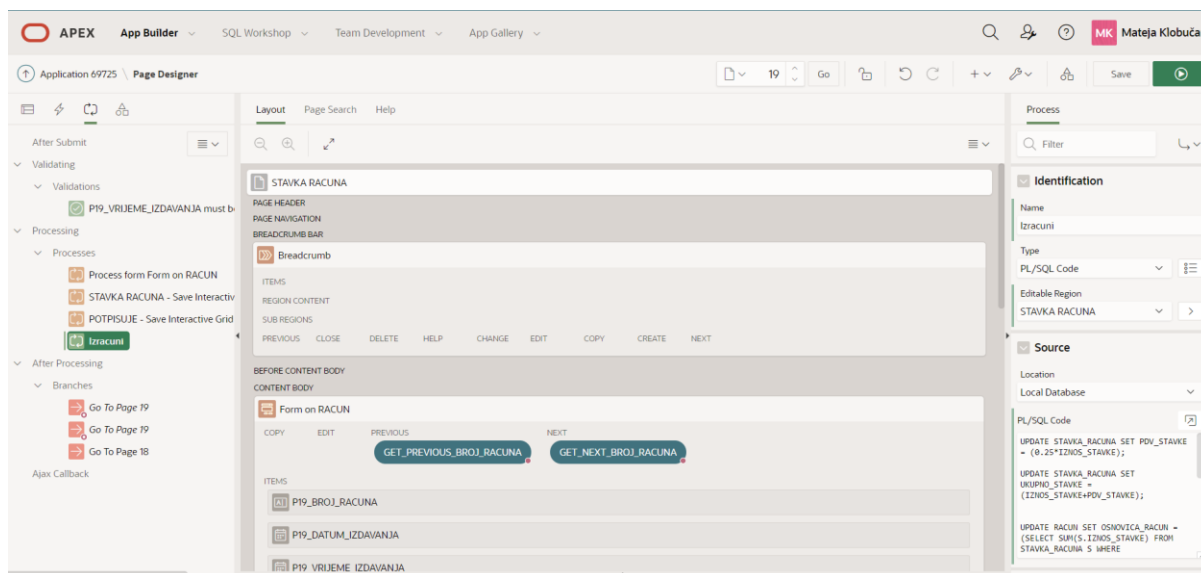 APEX App Builder SQL Workshop Team Development App Gallery MK Mateja Klobuča
Application 69725 \ Page Designer 19 Go Save
After Submit
Validating
Validations
P19_VRIJEME_IZDAVANJA must b
Processing
Processes
Process form Form on RACUN
STAVKA RACUNA - Save Interactiv
POTPISUJE - Save Interactive Grid
Izracuni
After Processing
Branches
Go To Page 19
Go To Page 19
Go To Page 18
Ajax Callback
Layout Page Search Help
STAVKA RACUNA
PAGE HEADER
PAGE NAVIGATION
BREADCRUMB BAR
Breadcrumb
ITEMS
REGION CONTENT
SUB REGIONS
PREVIOUS CLOSE DELETE HELP CHANGE EDIT COPY CREATE NEXT
BEFORE CONTENT BODY
CONTENT BODY
Form on RACUN
COPY EDIT PREVIOUS NEXT
GET_PREVIOUS_BROJ_RACUNA GET_NEXT_BROJ_RACUNA
ITEMS
P19_BROJ_RACUNA
P19_DATUM_IZDAVANJA
P19_VRIJEME_IZDAVANJA
Process
Filter
Identification
Name
Izracuni
Type
PL/SQL Code
Editable Region
STAVKA RACUNA
Source
Location
Local Database
PL/SQL Code
UPDATE STAVKA_RACUNA SET PDV_STAVKE
= (0.25*IZNOS_STAVKE);
UPDATE STAVKA_RACUNA SET
UKUPNO_STAVKE =
(IZNOS_STAVKE+PDV_STAVKE);
UPDATE RACUN SET OSNOVICA_RACUN =
(SELECT SUM(S.IZNOS_STAVKE) FROM
STAVKA_RACUNA S WHERE